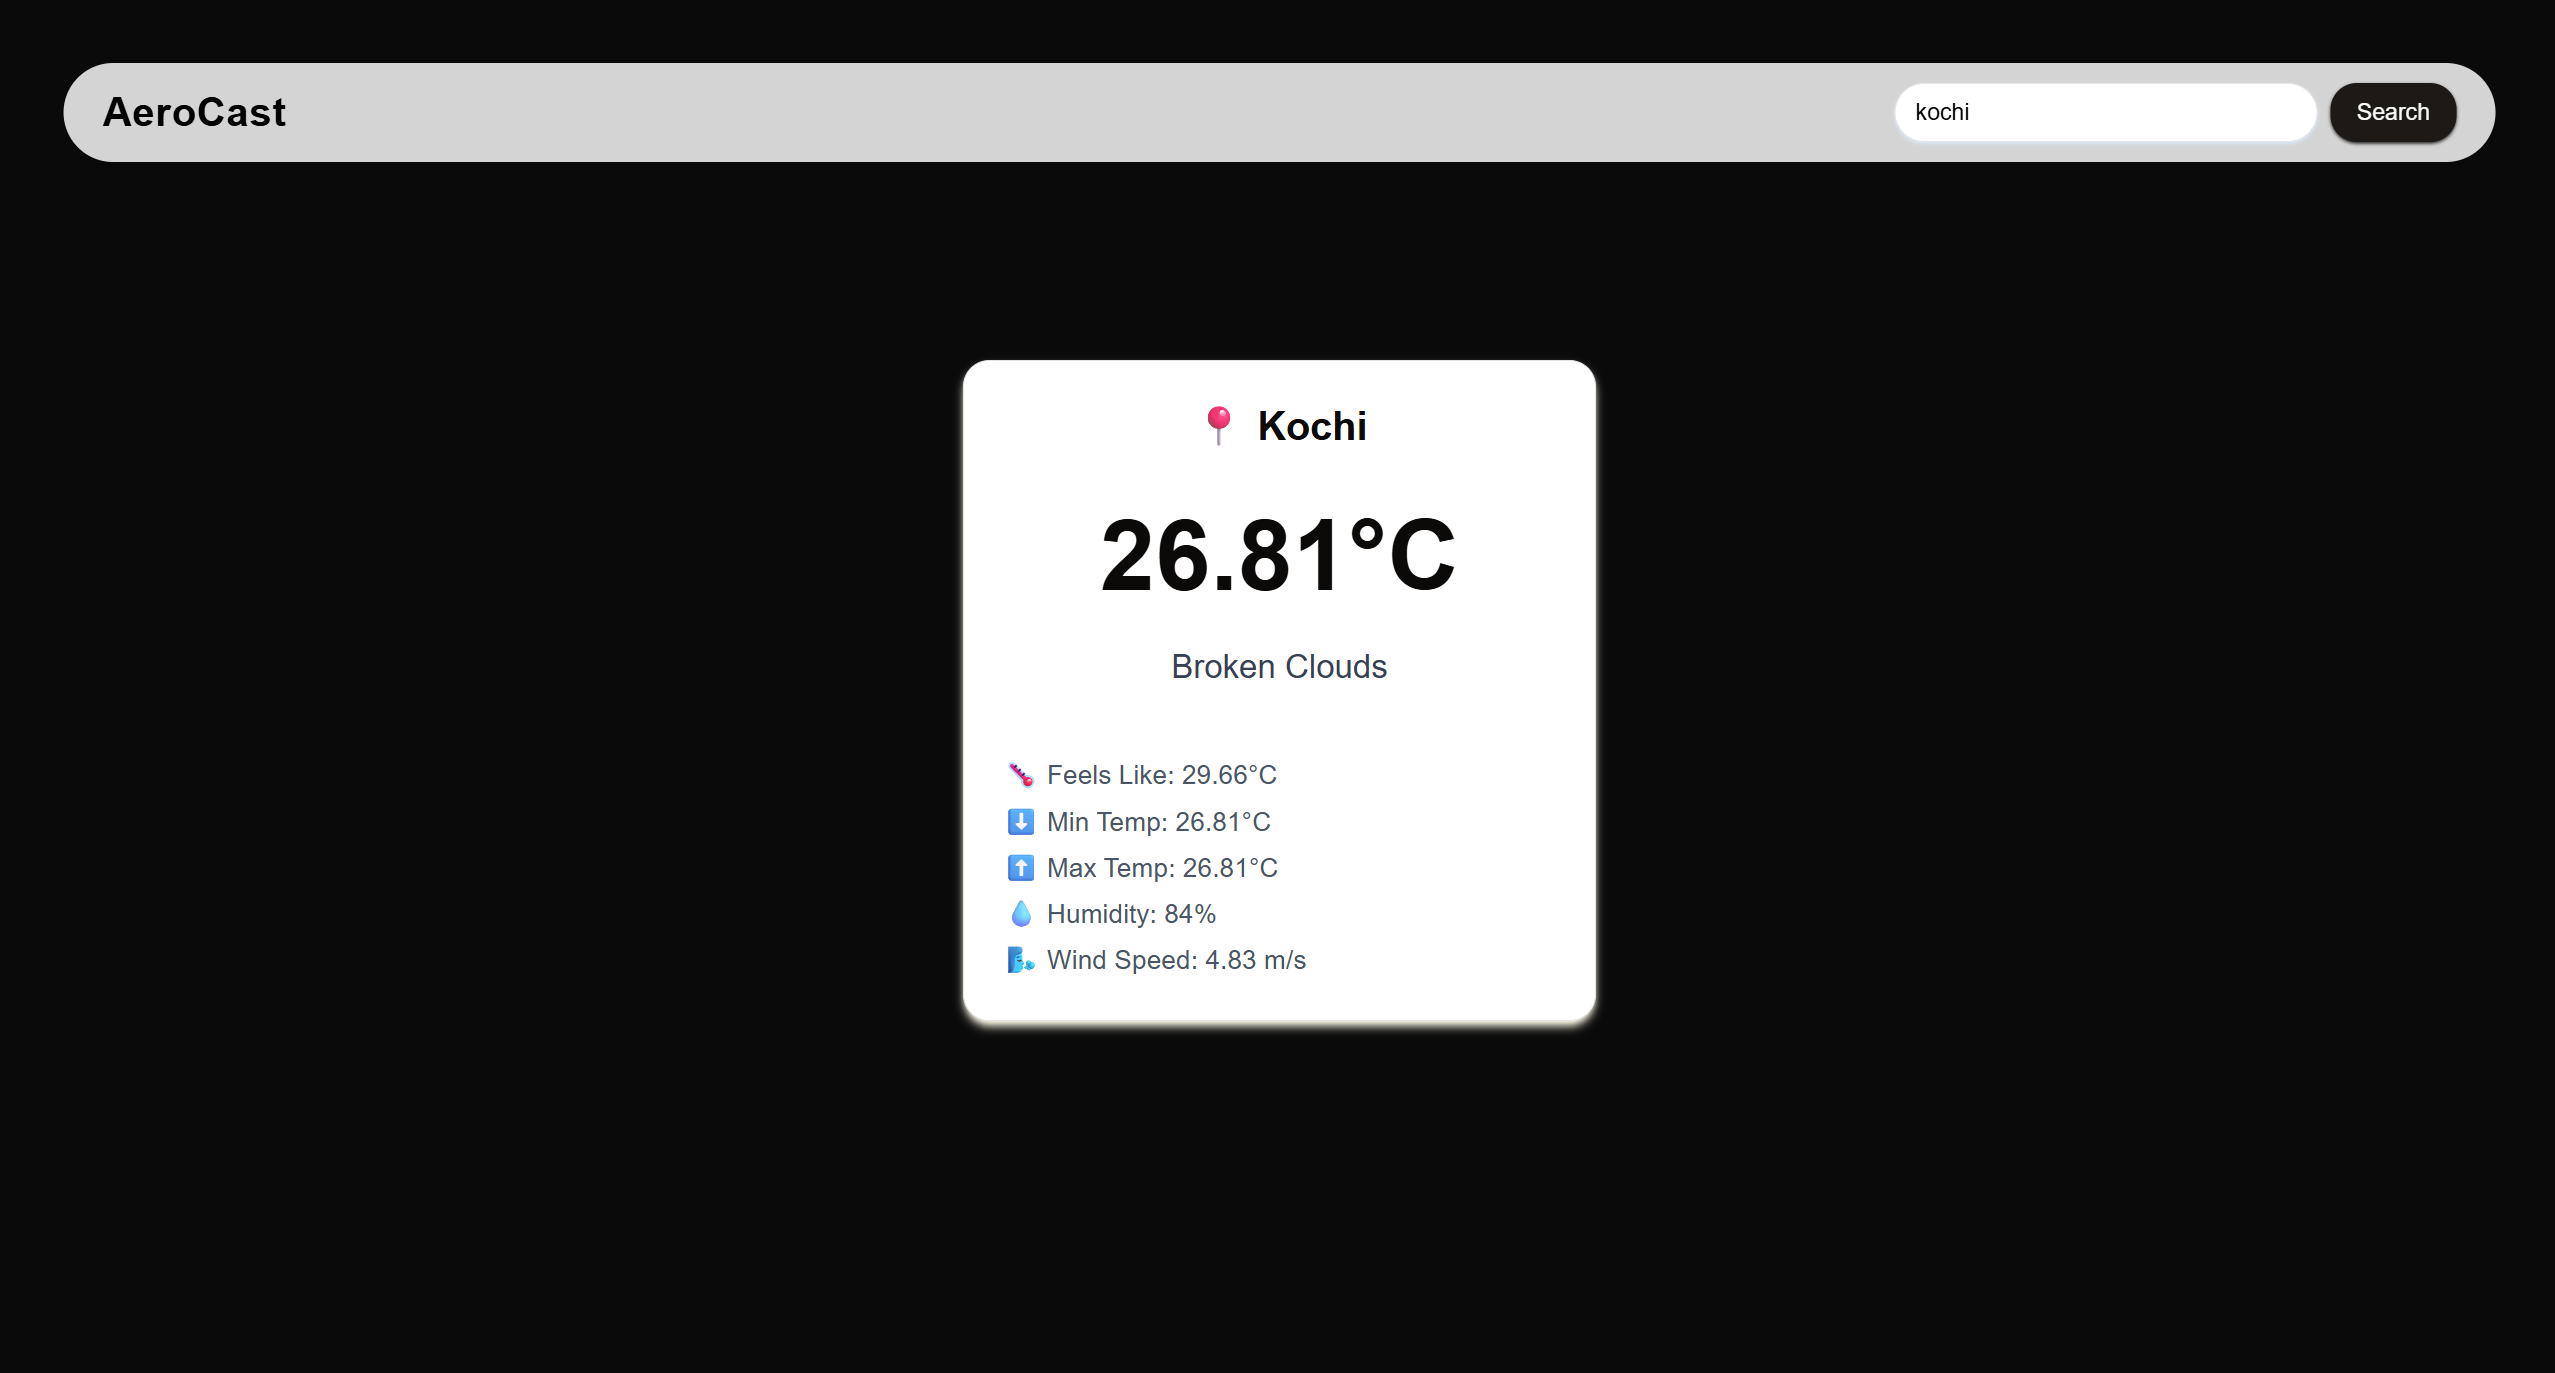 AeroCast
kochi
Search
Kochi
26.81°C
Broken Clouds
Feels Like: 29.66°C
Min Temp: 26.81°C
Max Temp: 26.81°C
Humidity: 84%
Wind Speed: 4.83 m/s